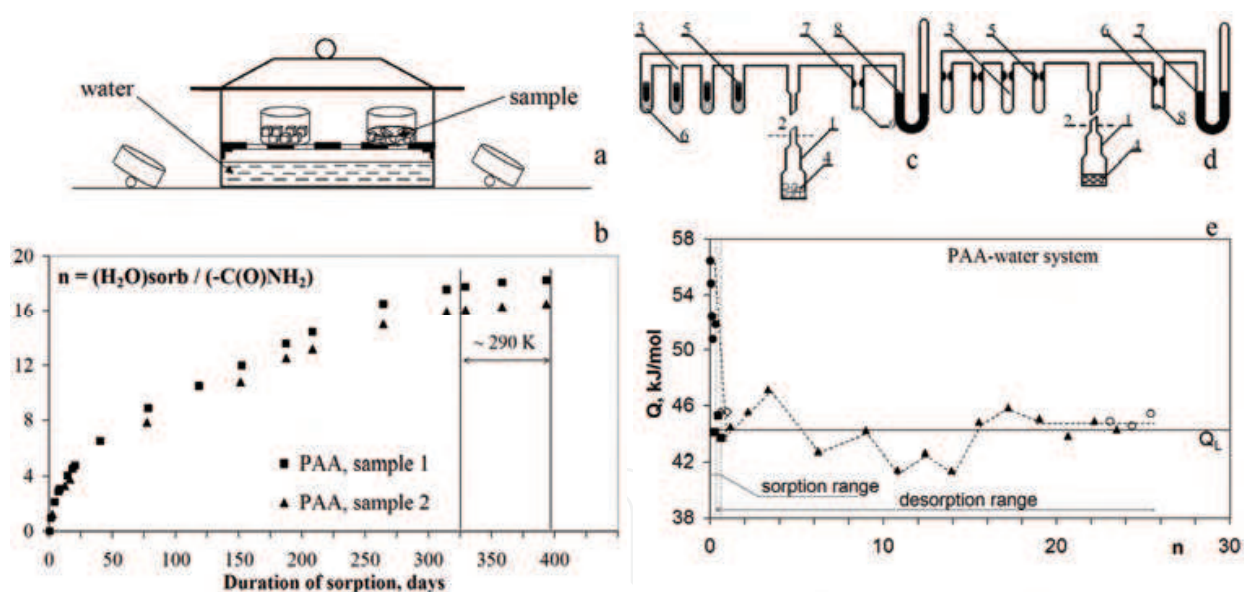 water
sample
a
3
5
7
8
2
1
4
6
9
c
3
5
6
7
2
1
4
8
d
b
20
16
12
8
4
0
n = (H₂O)sorb / (-C(O)NH₂)
~ 290 K
PAA, sample 1
PAA, sample 2
0 50 100 150 200 250 300 350 400 450
Duration of sorption, days
e
58
54
50
46
42
38
Q, kJ/mol
PAA-water system
Q_L
sorption range
desorption range
0 10 20 n 30